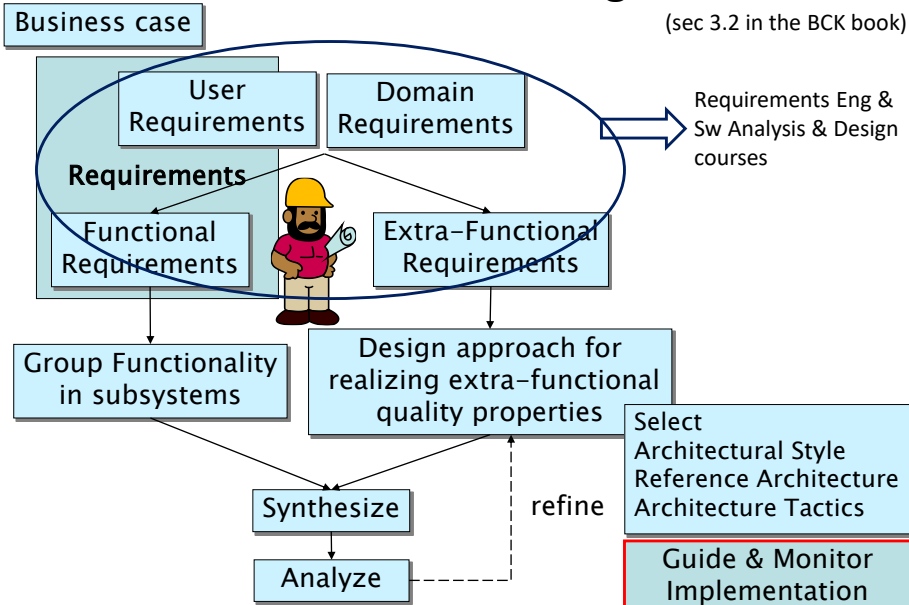 (sec 3.2 in the BCK book)
Business case
User
Requirements
Domain
Requirements
Requirements Eng &
Sw Analysis & Design
courses
Requirements
Functional
Requirements
Extra-Functional
Requirements
Group Functionality
in subsystems
Design approach for
realizing extra-functional
quality properties
Select
Architectural Style
Reference Architecture
Architecture Tactics
Synthesize
refine
Analyze
Guide & Monitor
Implementation